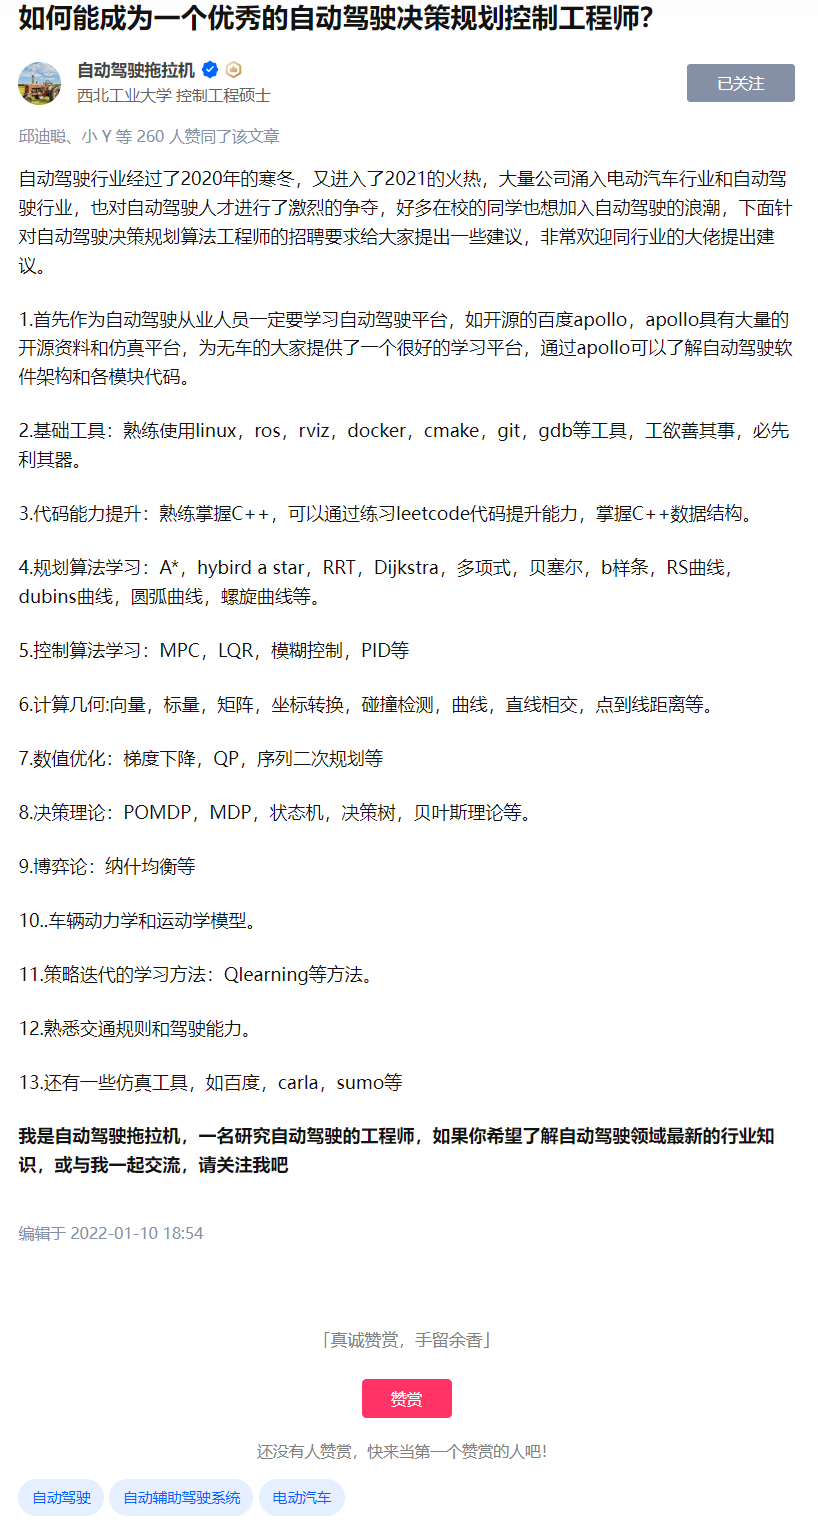 如何能成为一个优秀的自动驾驶决策规划控制工程师?
自动驾驶拖拉机
西北工业大学 控制工程硕士
已关注
邱迪聪、小 Y 等 260 人赞同了该文章
自动驾驶行业经过了2020年的寒冬，又进入了2021的火热，大量公司涌入电动汽车行业和自动驾
驶行业，也对自动驾驶人才进行了激烈的争夺，好多在校的同学也想加入自动驾驶的浪潮，下面针
对自动驾驶决策规划算法工程师的招聘要求给大家提出一些建议，非常欢迎同行业的大佬提出建
议。
1.首先作为自动驾驶从业人员一定要学习自动驾驶平台，如开源的百度apollo，apollo具有大量的
开源资料和仿真平台，为无车的大家提供了一个很好的学习平台，通过apollo可以了解自动驾驶软
件架构和各模块代码。
2.基础工具：熟练使用linux，ros，rviz，docker，cmake，git，gdb等工具，工欲善其事，必先
利其器。
3.代码能力提升：熟练掌握C++，可以通过练习leetcode代码提升能力，掌握C++数据结构。
4.规划算法学习：A*，hybird a star，RRT，Dijkstra，多项式，贝塞尔，b样条，RS曲线，
dubins曲线，圆弧曲线，螺旋曲线等。
5.控制算法学习：MPC，LQR，模糊控制，PID等
6.计算几何:向量，标量，矩阵，坐标转换，碰撞检测，曲线，直线相交，点到线距离等。
7.数值优化：梯度下降，QP，序列二次规划等
8.决策理论：POMDP，MDP，状态机，决策树，贝叶斯理论等。
9.博弈论：纳什均衡等
10..车辆动力学和运动学模型。
11.策略迭代的学习方法：Qlearning等方法。
12.熟悉交通规则和驾驶能力。
13.还有一些仿真工具，如百度，carla，sumo等
我是自动驾驶拖拉机，一名研究自动驾驶的工程师，如果你希望了解自动驾驶领域最新的行业知
识，或与我一起交流，请关注我吧
编辑于 2022-01-10 18:54
「真诚赞赏，手留余香」
赞赏
还没有人赞赏，快来当第一个赞赏的人吧！
自动驾驶 自动辅助驾驶系统 电动汽车